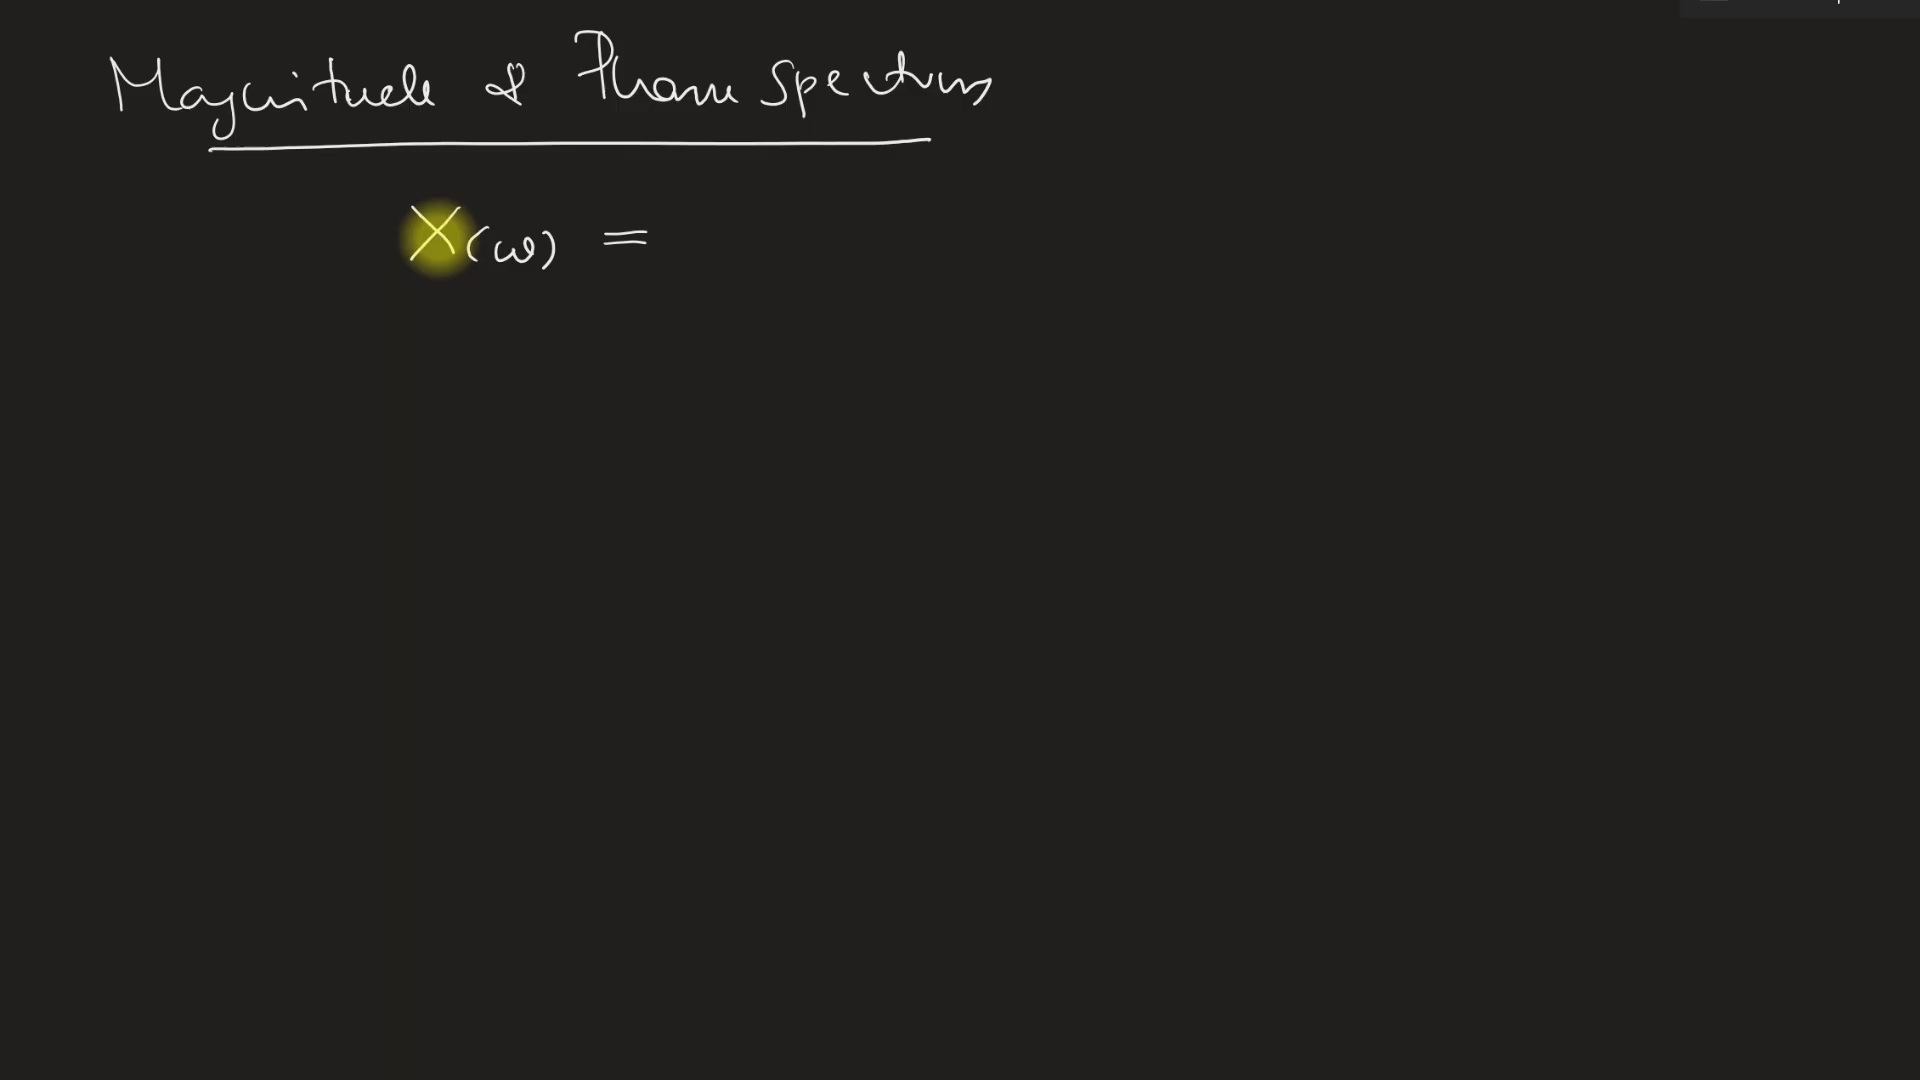 Magnitude & Phase Spectrum
X(ω) =